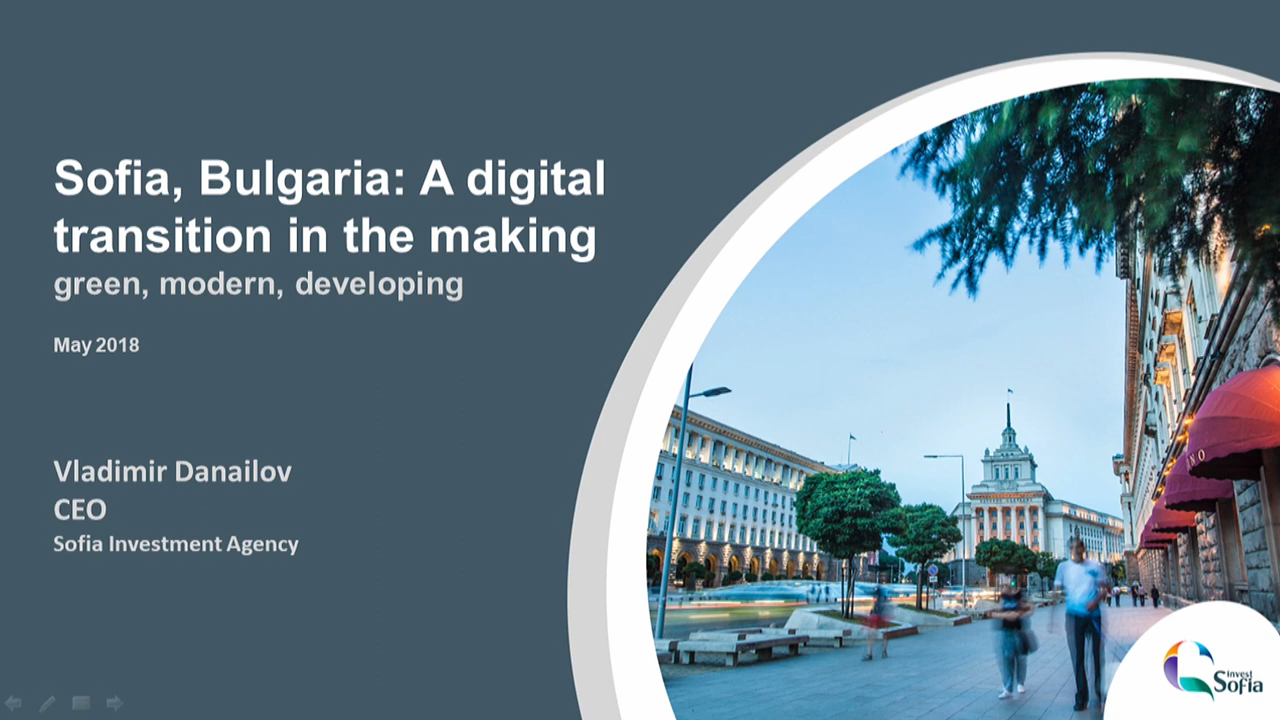 Sofia, Bulgaria: A digital
transition in the making
green, modern, developing
May 2018
Vladimir Danailov
CEO
Sofia Investment Agency
invest
Sofia